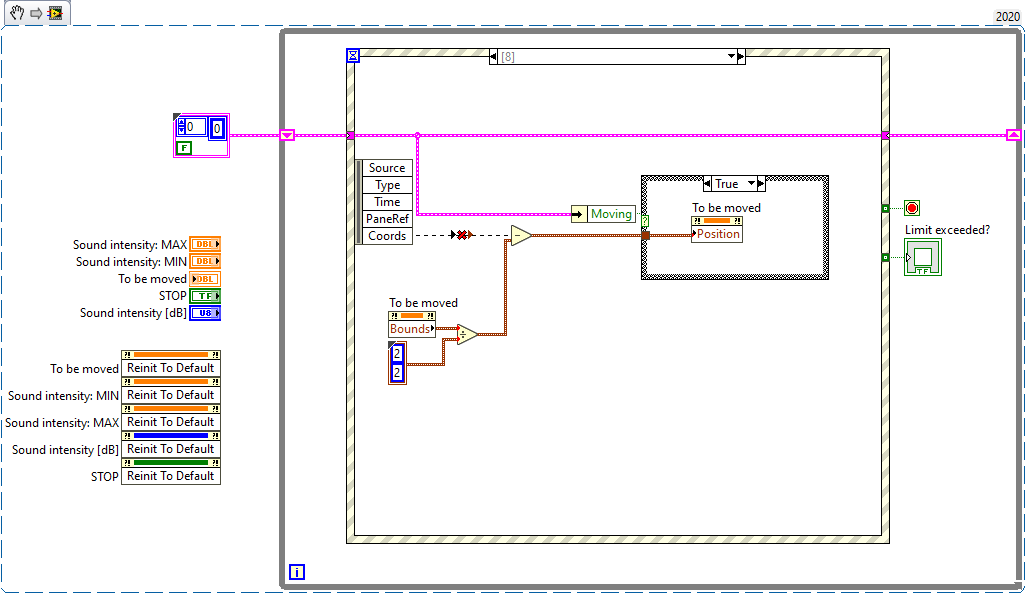 2020
[8]
0
0
F
Source
Type
Time
PaneRef
Coords
Moving
?
True
To be moved
?! ?!
Position
Limit exceeded?
TF
Sound intensity: MAX DBL
Sound intensity: MIN DBL
To be moved DBL
STOP TF
Sound intensity [dB] U8
To be moved
?! ?!
Bounds
2
2
?! ?!
To be moved Reinit To Default
?! ?!
Sound intensity: MIN Reinit To Default
?! ?!
Sound intensity: MAX Reinit To Default
?! ?!
Sound intensity [dB] Reinit To Default
?! ?!
STOP Reinit To Default
i